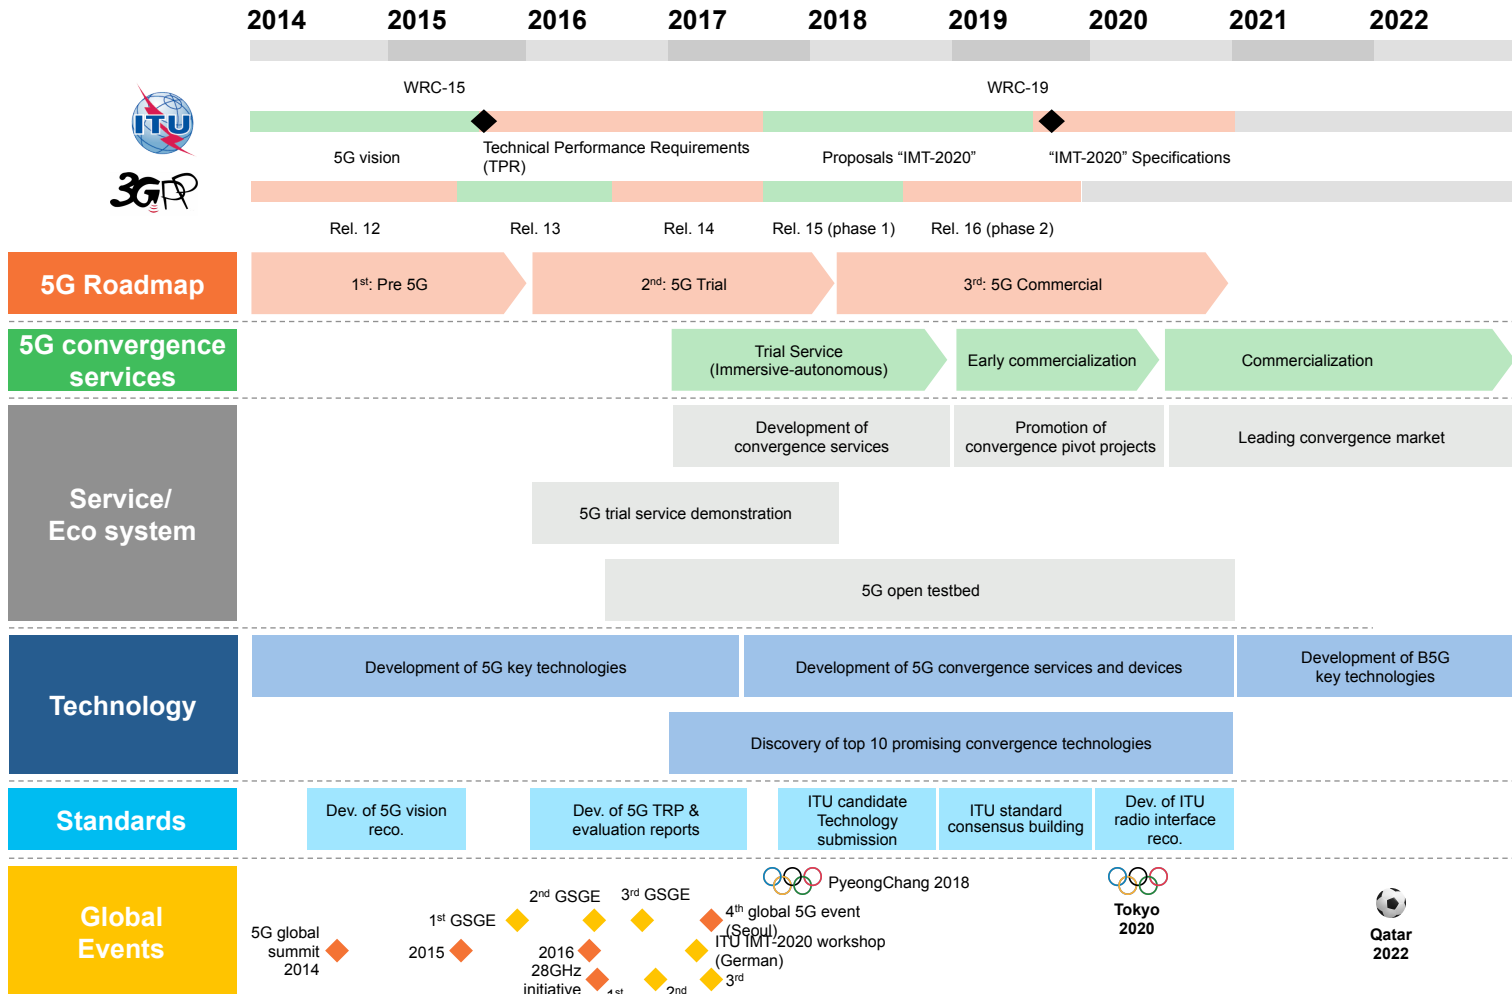 2014 2015 2016 2017 2018 2019 2020 2021 2022
WRC-15 WRC-19
ITU
5G vision
Technical Performance Requirements
(TPR)
Proposals “IMT-2020”
“IMT-2020” Specifications
3GPP
Rel. 12 Rel. 13 Rel. 14 Rel. 15 (phase 1) Rel. 16 (phase 2)
5G Roadmap
1st: Pre 5G
2nd: 5G Trial
3rd: 5G Commercial
5G convergence
services
Trial Service
(Immersive-autonomous)
Early commercialization
Commercialization
Service/
Eco system
Development of
convergence services
Promotion of
convergence pivot projects
Leading convergence market
5G trial service demonstration
5G open testbed
Technology
Development of 5G key technologies
Development of 5G convergence services and devices
Development of B5G
key technologies
Discovery of top 10 promising convergence technologies
Standards
Dev. of 5G vision
reco.
Dev. of 5G TRP &
evaluation reports
ITU candidate
Technology
submission
ITU standard
consensus building
Dev. of ITU
radio interface
reco.
Global
Events
5G global
summit
2014
1st GSGE
2015
2nd GSGE
2016
28GHz
initiative
1st
3rd GSGE
2nd
PyeongChang 2018
4th global 5G event
(Seoul)
ITU IMT-2020 workshop
(German)
3rd
Tokyo
2020
Qatar
2022